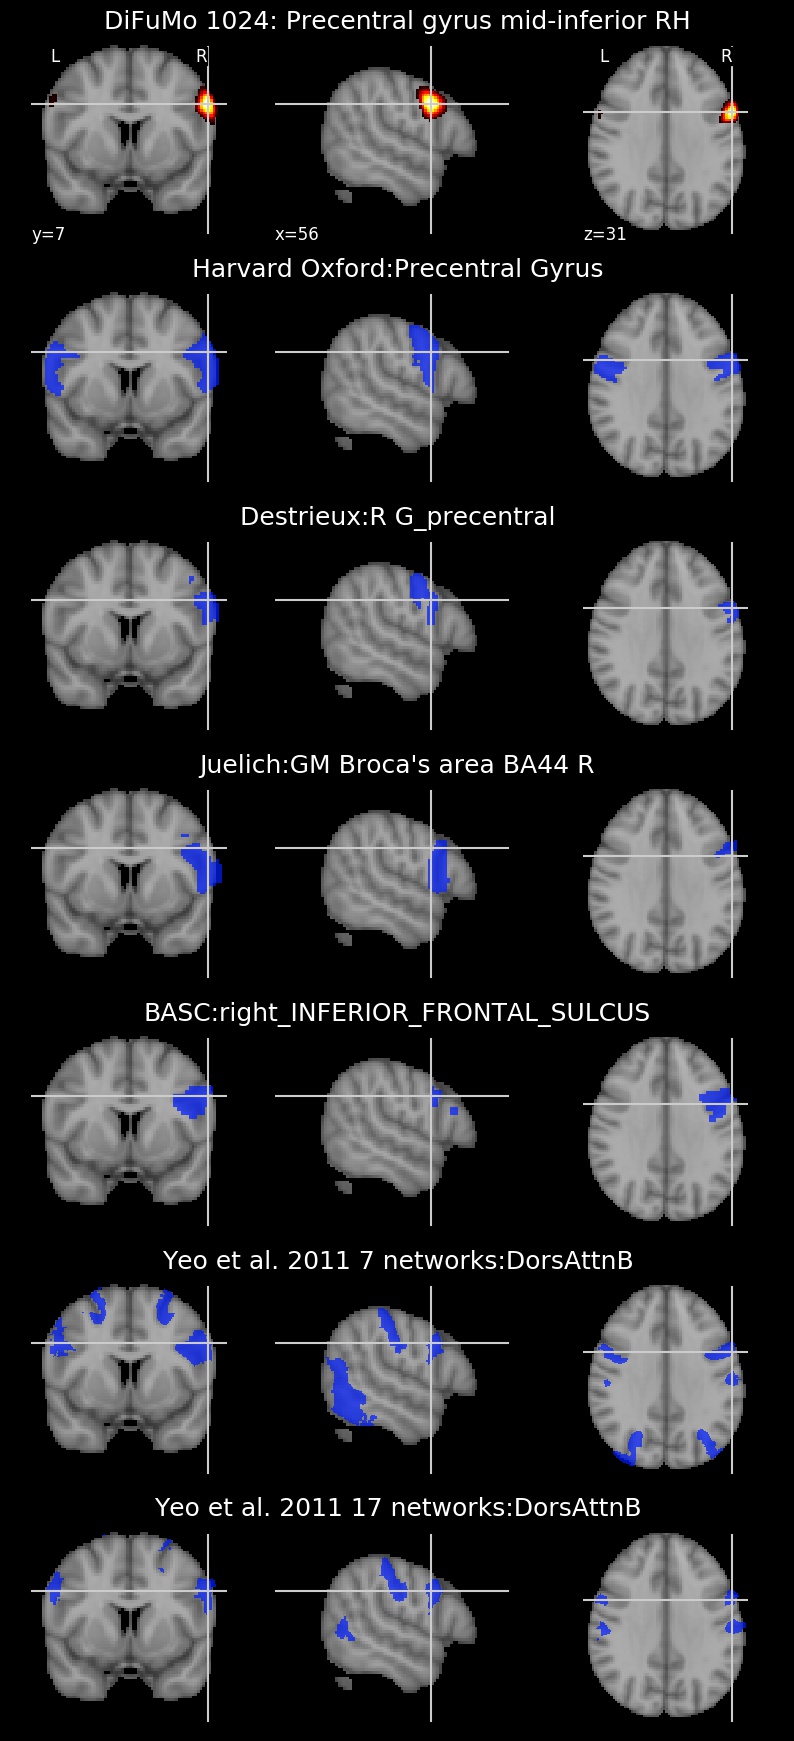 DiFuMo 1024: Precentral gyrus mid-inferior RH
L R L R
y=7 x=56 z=31
Harvard Oxford:Precentral Gyrus
Destrieux:R G_precentral
Juelich:GM Broca's area BA44 R
BASC:right_INFERIOR_FRONTAL_SULCUS
Yeo et al. 2011 7 networks:DorsAttnB
Yeo et al. 2011 17 networks:DorsAttnB